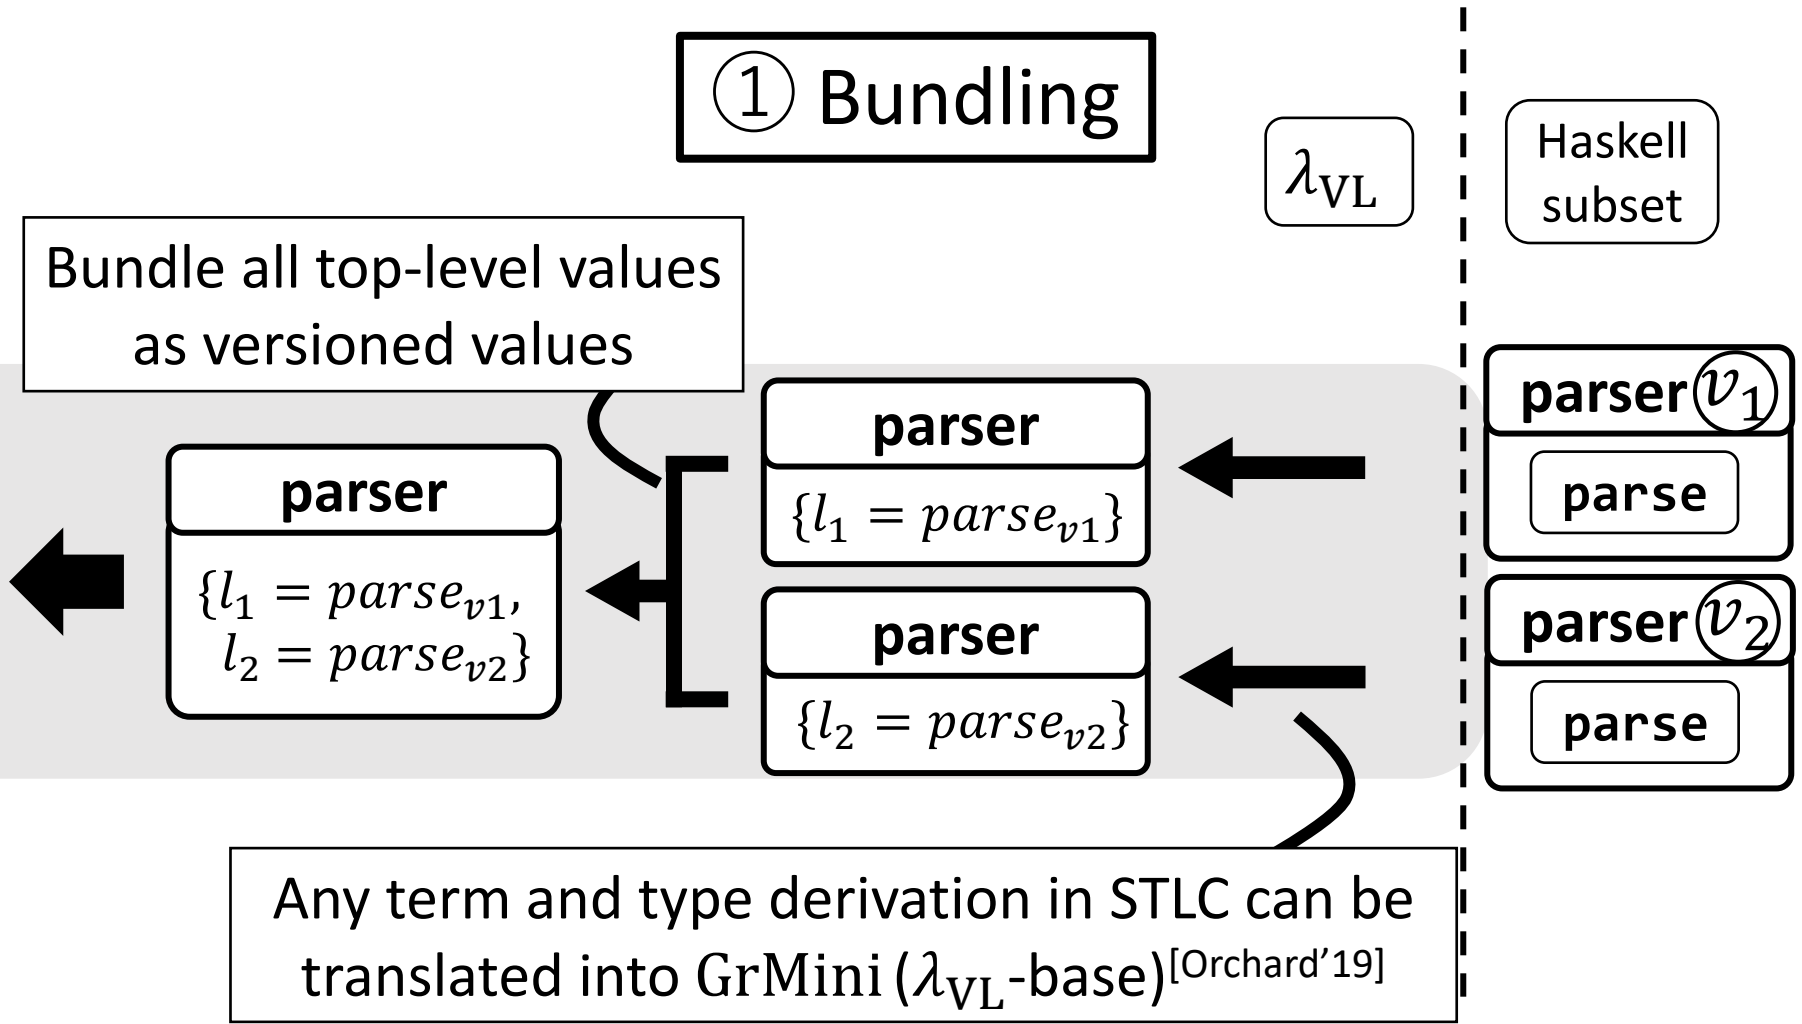 ① Bundling
λVL
Haskell
subset
Bundle all top-level values
as versioned values
parser v1
parse
parser v2
parse
parser
{l1 = parsev1}
parser
{l2 = parsev2}
parser
{l1 = parsev1,
l2 = parsev2}
Any term and type derivation in STLC can be
translated into GrMini (λVL-base)[Orchard’19]